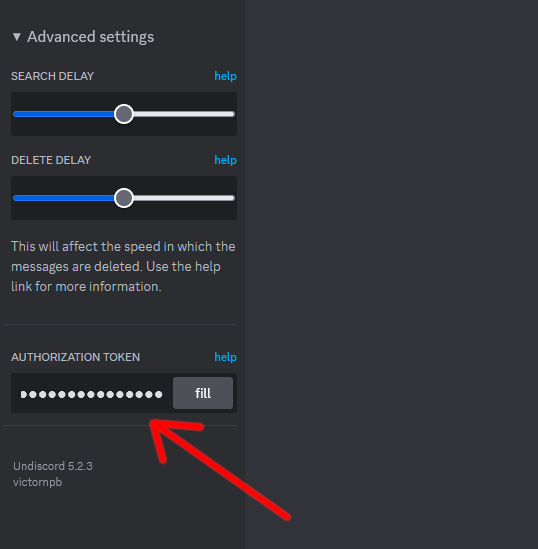 ▼ Advanced settings
SEARCH DELAY help
DELETE DELAY help
This will affect the speed in which the
messages are deleted. Use the help
link for more information.
AUTHORIZATION TOKEN help
●●●●●●●●●●●●●●● fill
Undiscord 5.2.3
victornpb